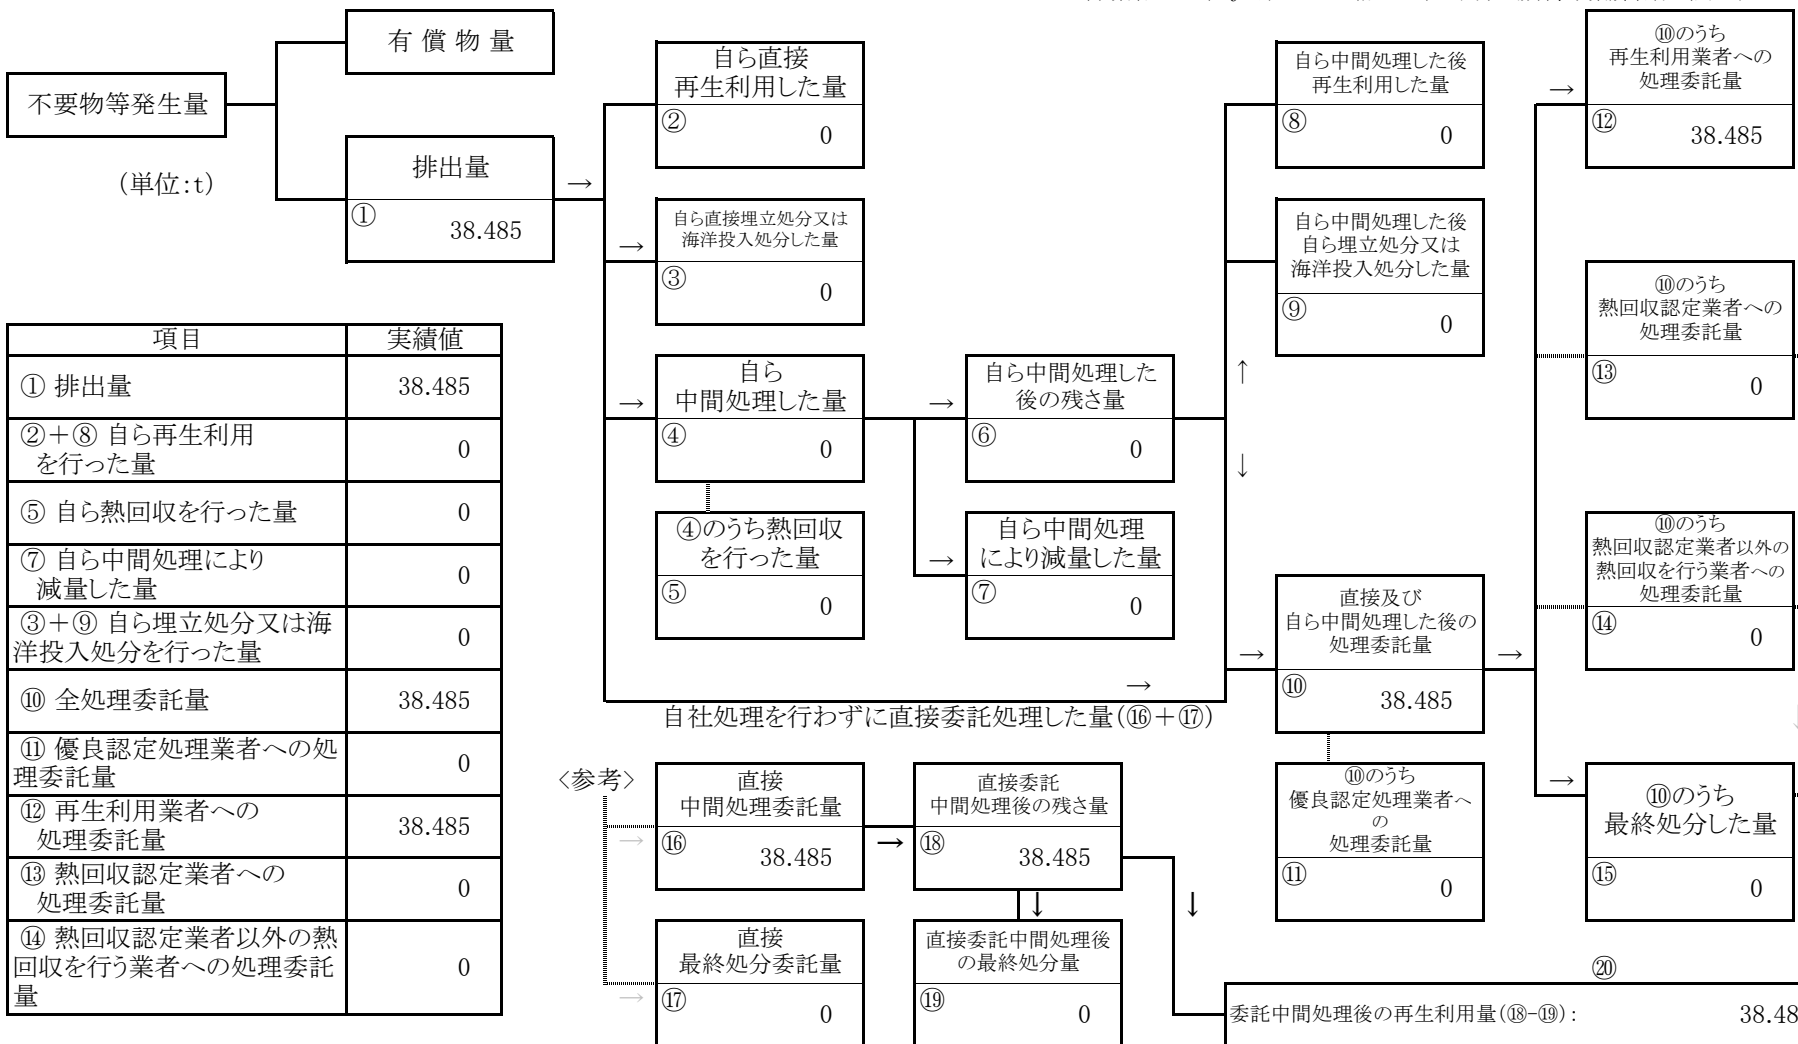 有 償 物 量
不要物等発生量
(単位:t)
排出量
①
38.485
→
自ら直接
再生利用した量
②
0
→
自ら直接埋立処分又は
海洋投入処分した量
③
0
→
自ら
中間処理した量
④
0
④のうち熱回収
を行った量
⑤
0
→
自ら中間処理した
後の残さ量
⑥
0
→
自ら中間処理
により減量した量
⑦
0
自ら中間処理した後
再生利用した量
⑧
0
自ら中間処理した後
自ら埋立処分又は
海洋投入処分した量
⑨
0
↑
↓
→
直接及び
自ら中間処理した後の
処理委託量
⑩
38.485
→
⑩のうち
優良認定処理業者へ
の
処理委託量
⑪
0
→
⑩のうち
再生利用業者への
処理委託量
⑫
38.485
⑩のうち
熱回収認定業者への
処理委託量
⑬
0
⑩のうち
熱回収認定業者以外の
熱回収を行う業者への
処理委託量
⑭
0
→
⑩のうち
最終処分した量
⑮
0
→
自社処理を行わずに直接委託処理した量(⑯+⑰)
項目 実績値
① 排出量 38.485
②+⑧ 自ら再生利用
を行った量 0
⑤ 自ら熱回収を行った量 0
⑦ 自ら中間処理により
減量した量 0
③+⑨ 自ら埋立処分又は海
洋投入処分を行った量 0
⑩ 全処理委託量 38.485
⑪ 優良認定処理業者への処
理委託量 0
⑫ 再生利用業者への
処理委託量 38.485
⑬ 熱回収認定業者への
処理委託量 0
⑭ 熱回収認定業者以外の熱
回収を行う業者への処理委託
量 0
〈参考〉
→
直接
中間処理委託量
⑯
38.485
→
直接委託
中間処理後の残さ量
⑱
38.485
↓
↓
→
直接
最終処分委託量
⑰
0
直接委託中間処理後
の最終処分量
⑲
0
⑳
委託中間処理後の再生利用量(⑱-⑲): 38.48